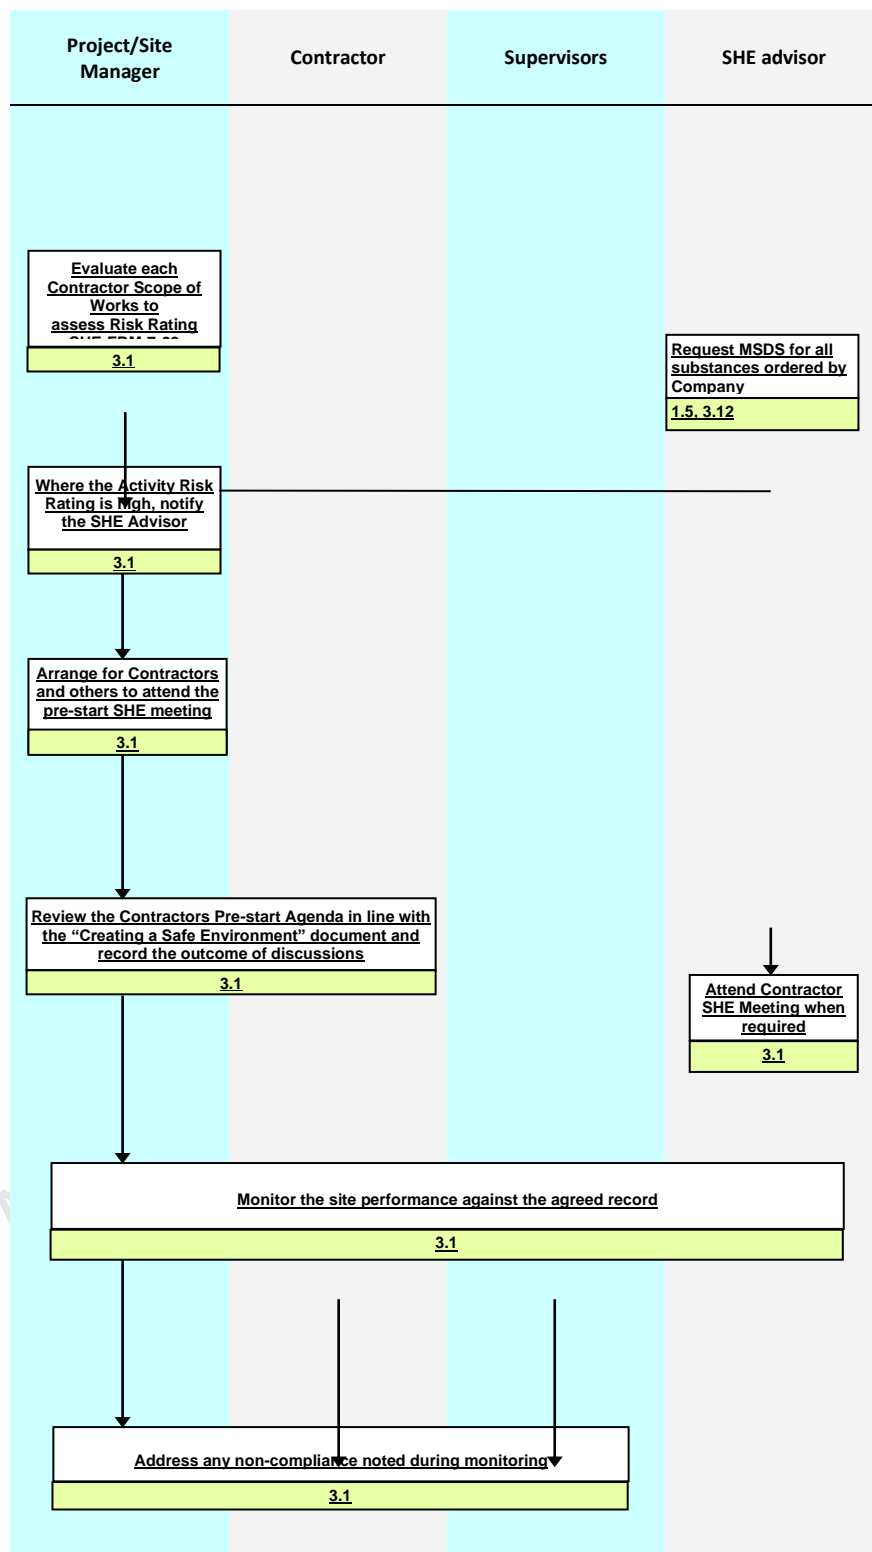 Project/Site
Manager
Contractor
Supervisors
SHE advisor
Evaluate each
Contractor Scope of
Works to
assess Risk Rating
3.1
Request MSDS for all
substances ordered by
Company
1.5, 3.12
Where the Activity Risk
Rating is high, notify
the SHE Advisor
3.1
Arrange for Contractors
and others to attend the
pre-start SHE meeting
3.1
Review the Contractors Pre-start Agenda in line with
the “Creating a Safe Environment” document and
record the outcome of discussions
3.1
Attend Contractor
SHE Meeting when
required
3.1
Monitor the site performance against the agreed record
3.1
Address any non-compliance noted during monitoring
3.1